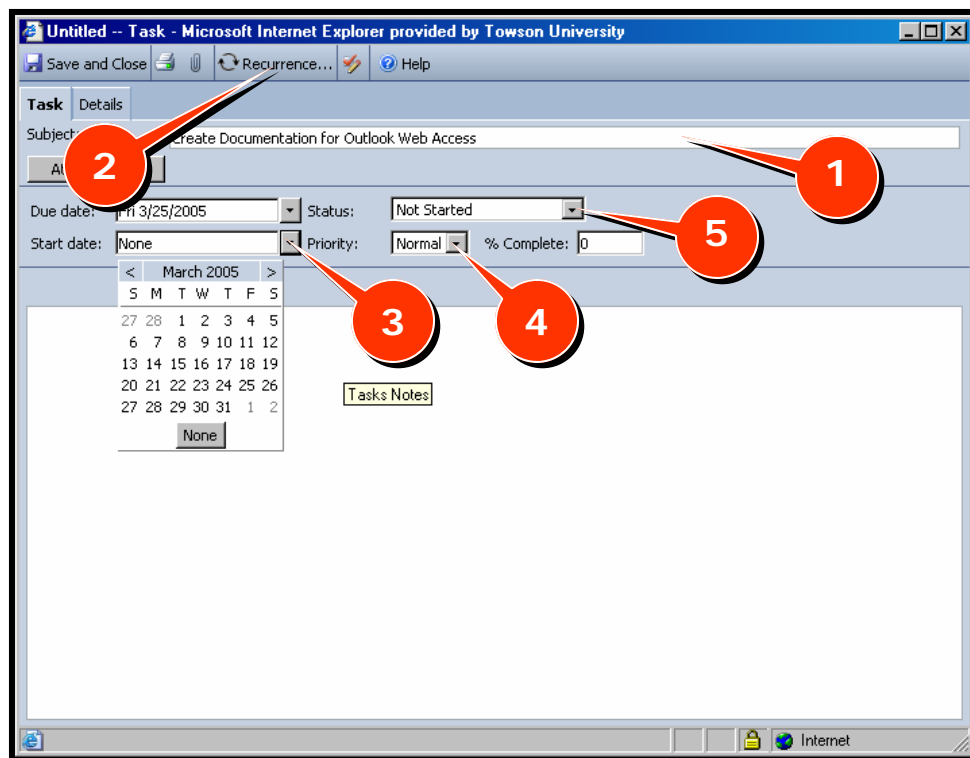 Untitled -- Task - Microsoft Internet Explorer provided by Towson University
Save and Close Recurrence... Help
Task Details
Subject: Create Documentation for Outlook Web Access
2
1
Due date: Fri 3/25/2005 Status: Not Started
5
Start date: None Priority: Normal % Complete: 0
< March 2005 >
S M T W T F S
27 28 1 2 3 4 5
6 7 8 9 10 11 12
13 14 15 16 17 18 19
20 21 22 23 24 25 26
27 28 29 30 31 1 2
None
3
4
Tasks Notes
Internet